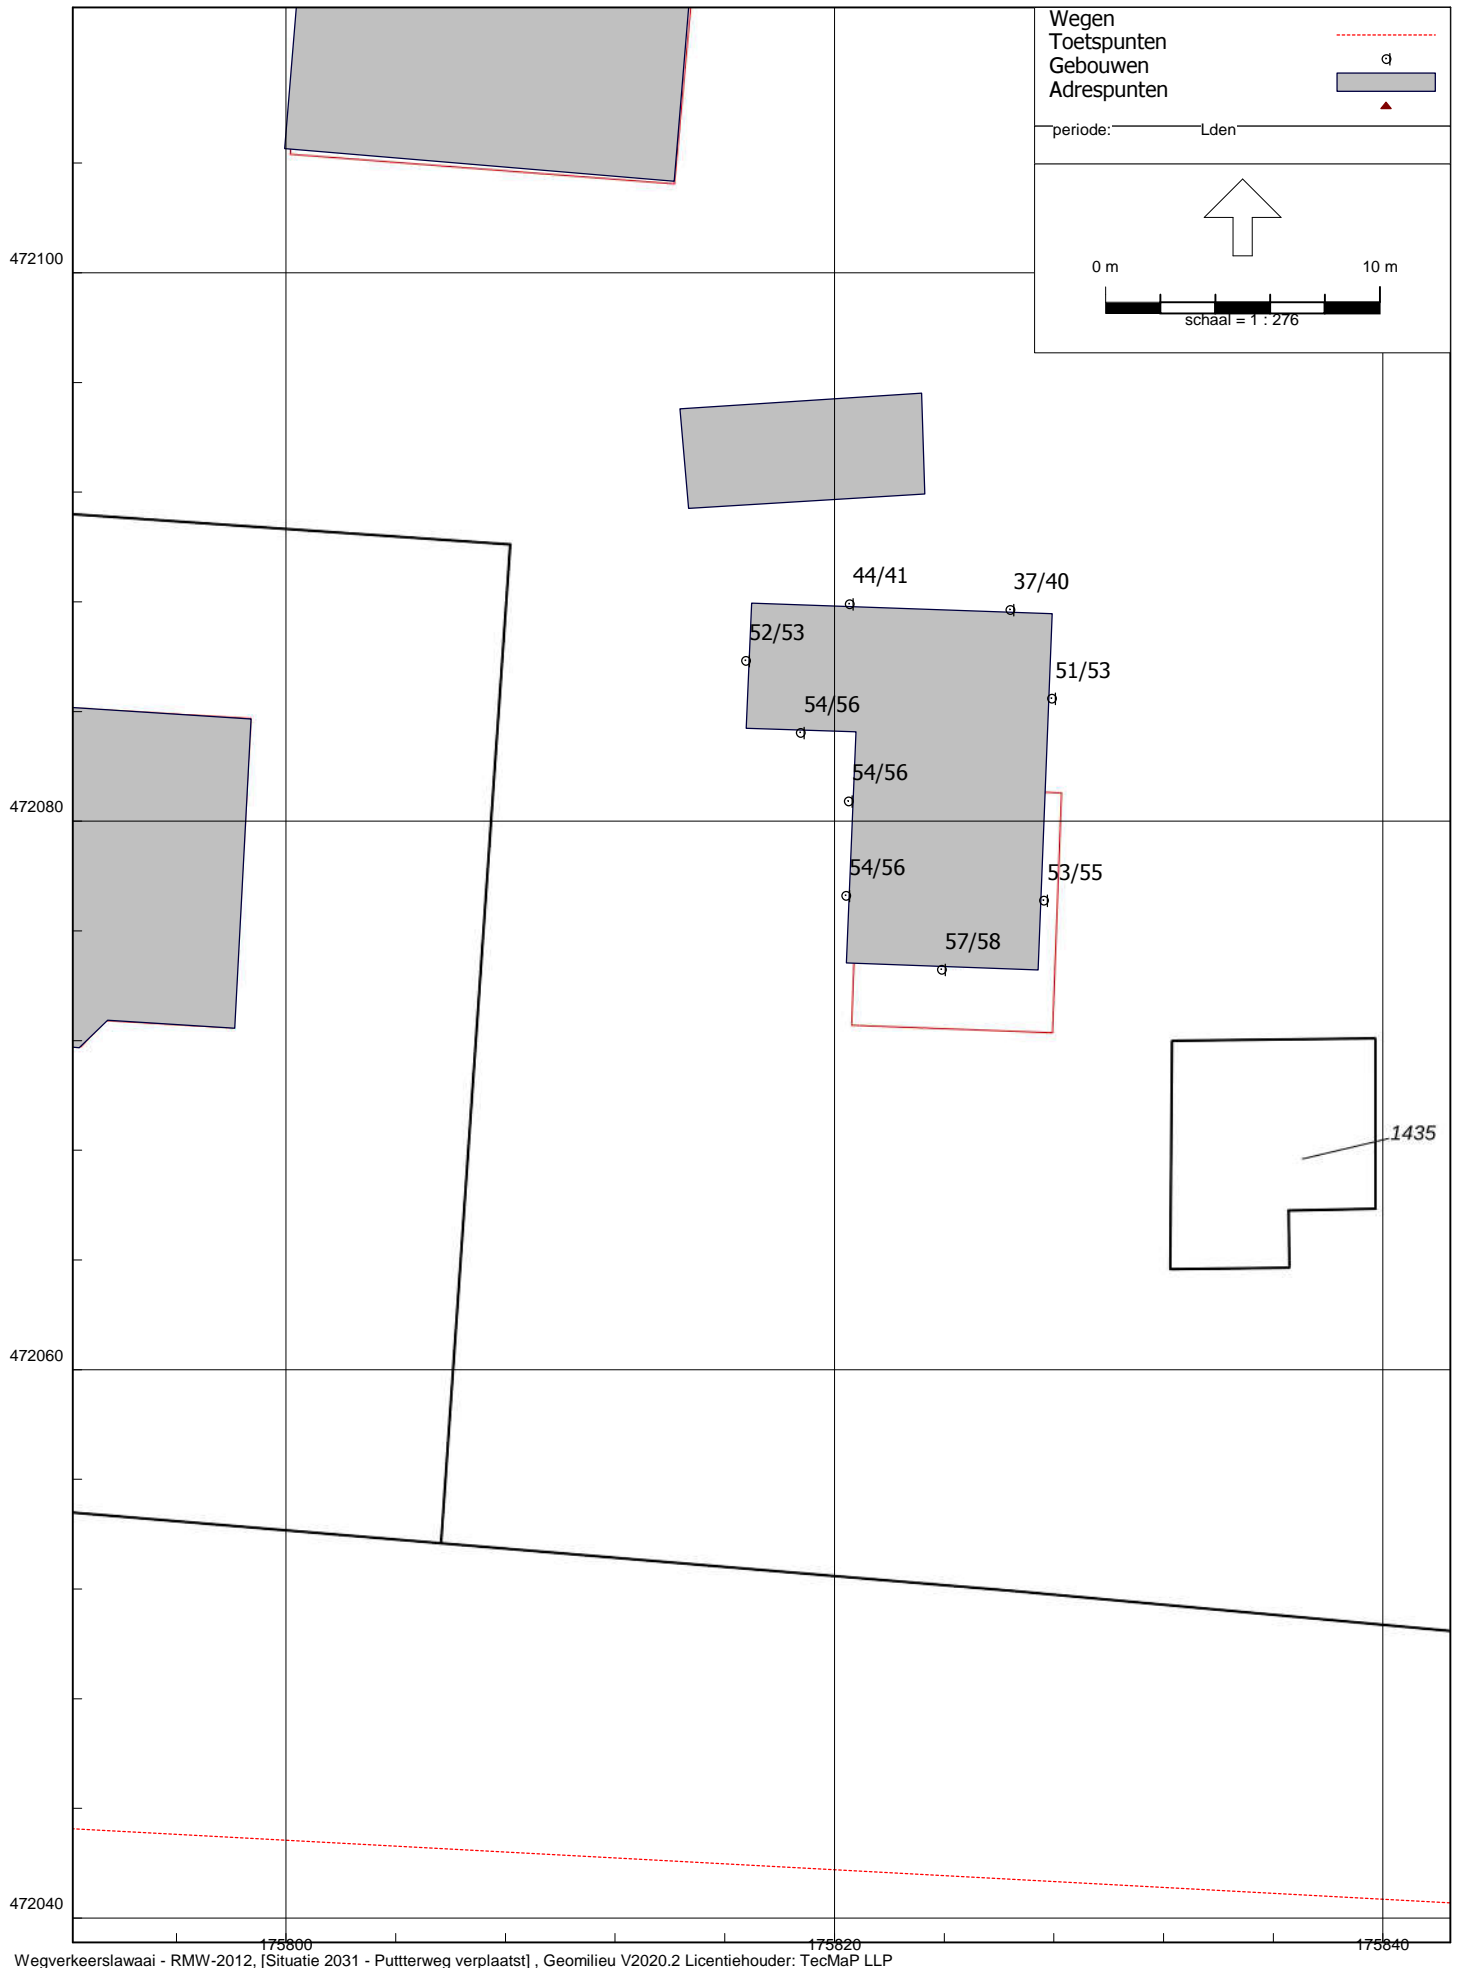 Wegen
Toetspunten
Gebouwen
Adrespunten
periode: Lden
472100
0 m 10 m
schaal = 1 : 276
44/41 37/40
52/53
51/53
54/56
54/56
472080
54/56 53/55
57/58
1435
472060
472040
175800 175820 175840
Wegverkeerslawaai - RMW-2012, [Situatie 2031 - Puttterweg verplaatst] , Geomilieu V2020.2 Licentiehouder: TecMaP LLP